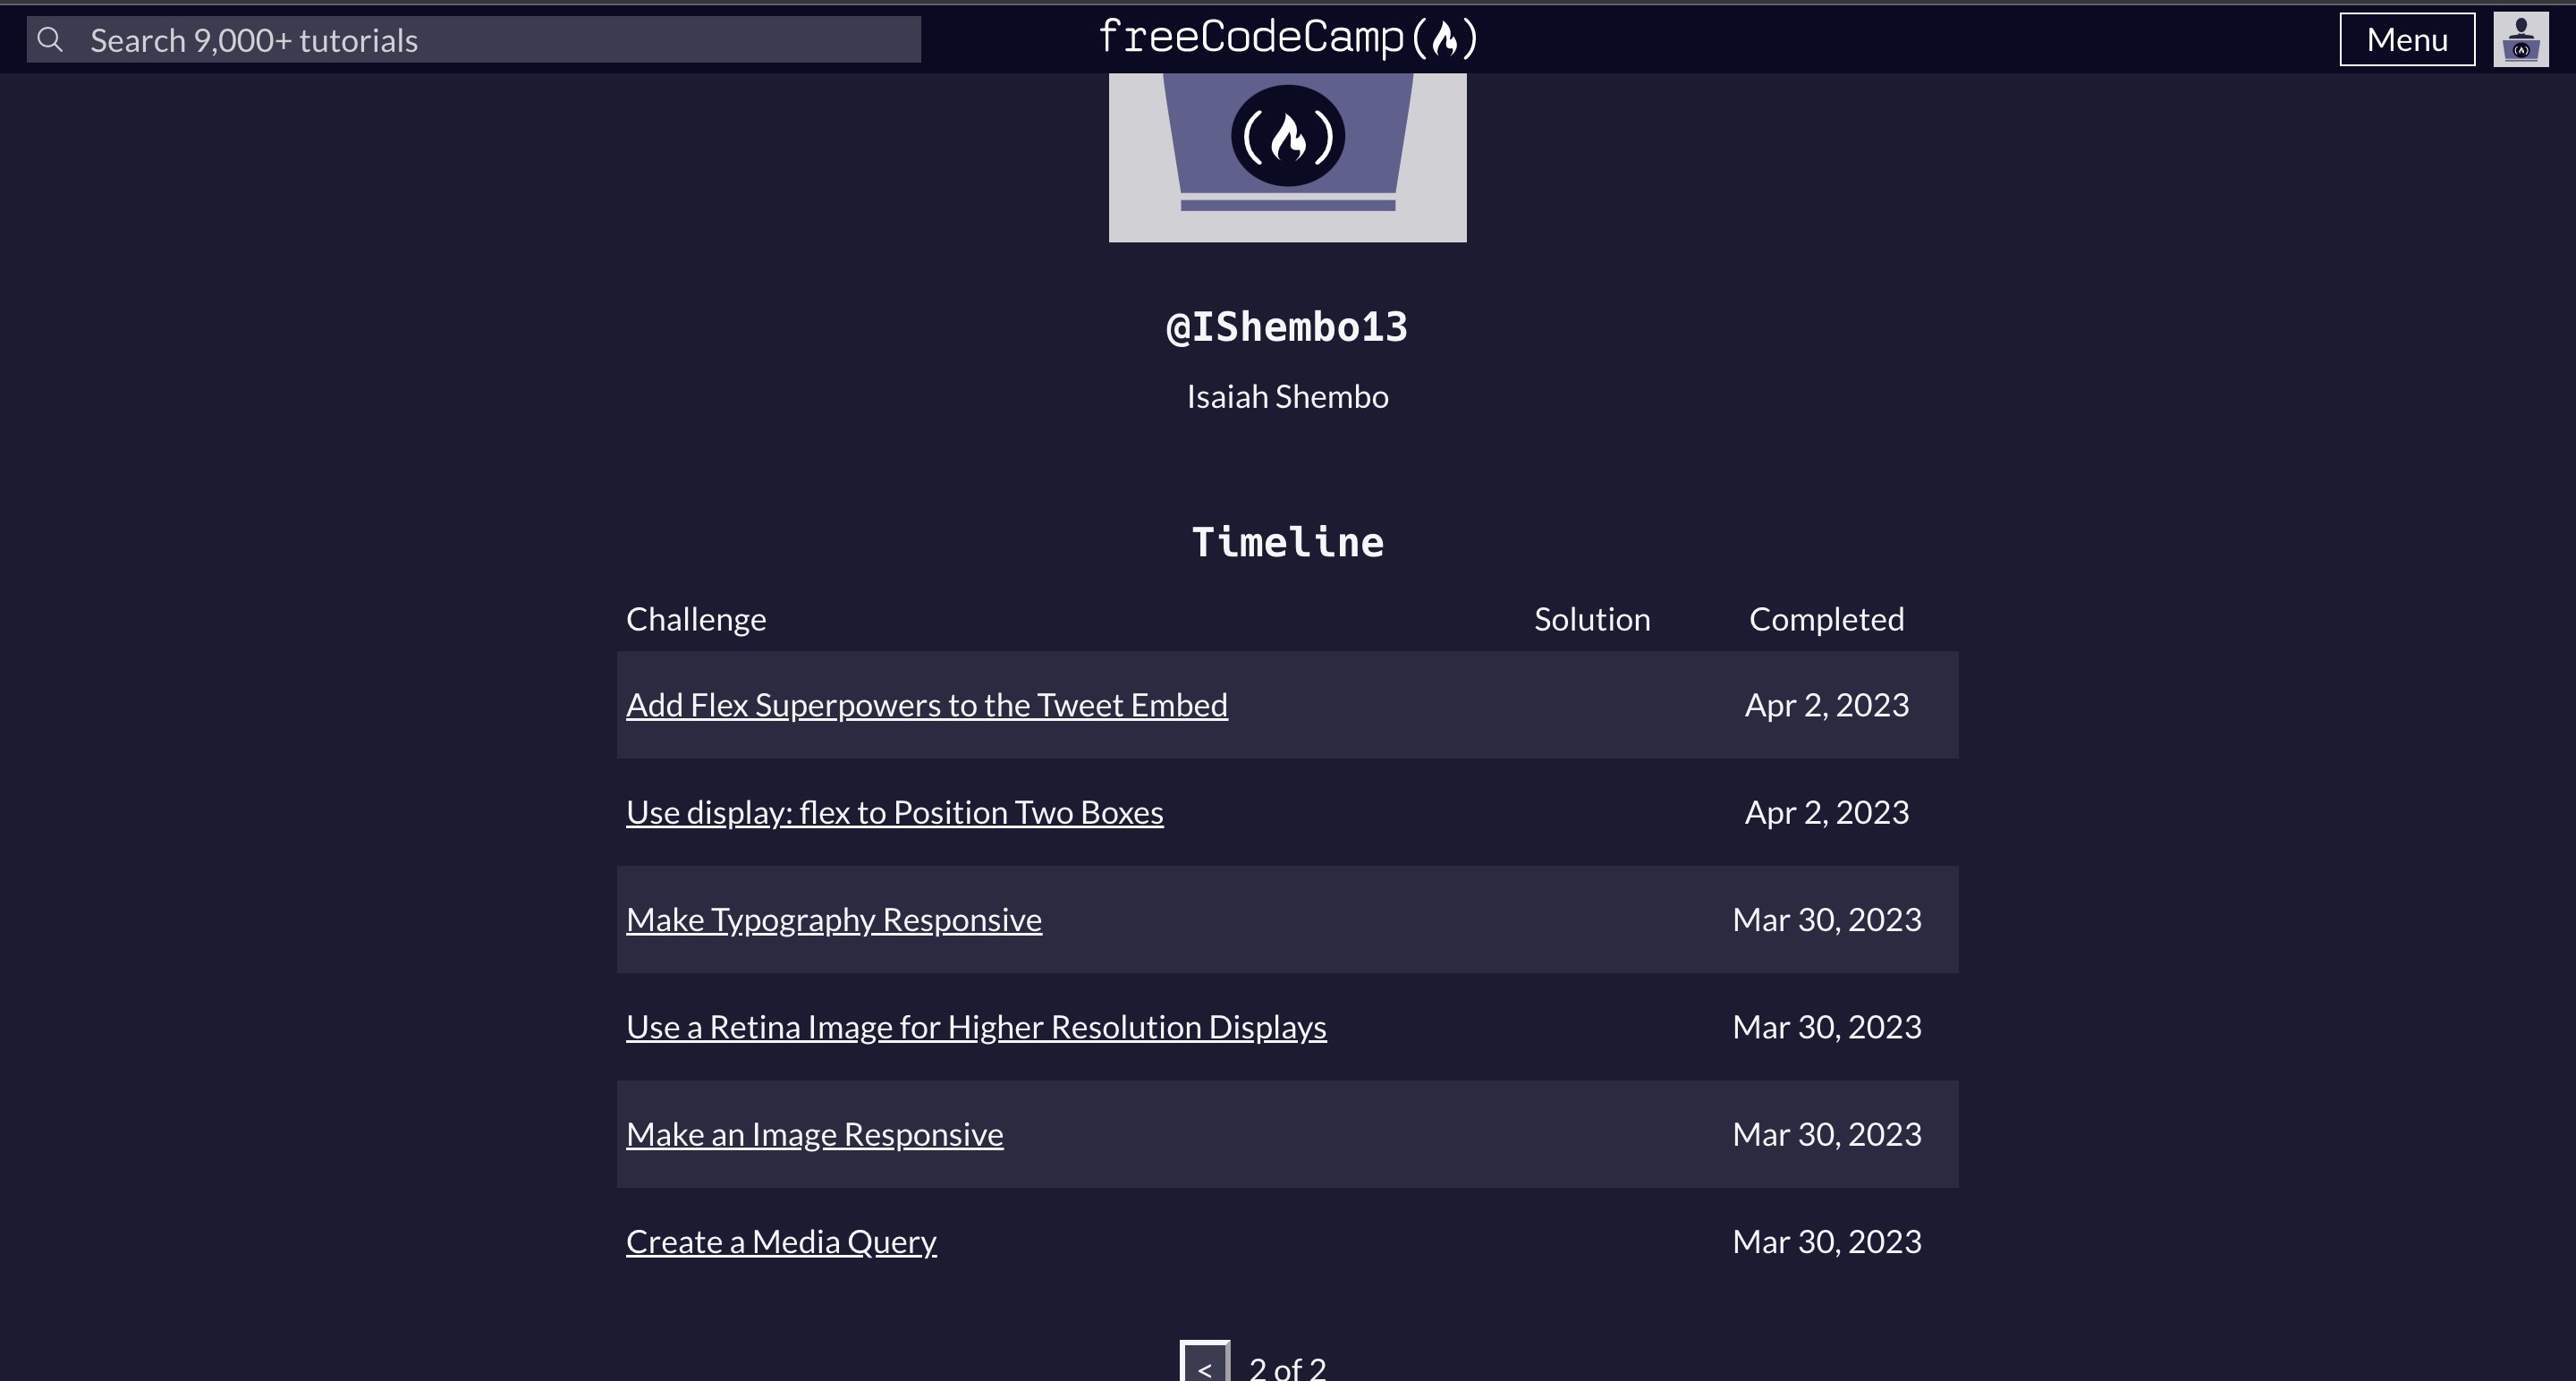 Search 9,000+ tutorials
freeCodeCamp
Menu
@IShembo13
Isaiah Shembo
Timeline
Challenge Solution Completed
Add Flex Superpowers to the Tweet Embed Apr 2, 2023
Use display: flex to Position Two Boxes Apr 2, 2023
Make Typography Responsive Mar 30, 2023
Use a Retina Image for Higher Resolution Displays Mar 30, 2023
Make an Image Responsive Mar 30, 2023
Create a Media Query Mar 30, 2023
< 2 of 2